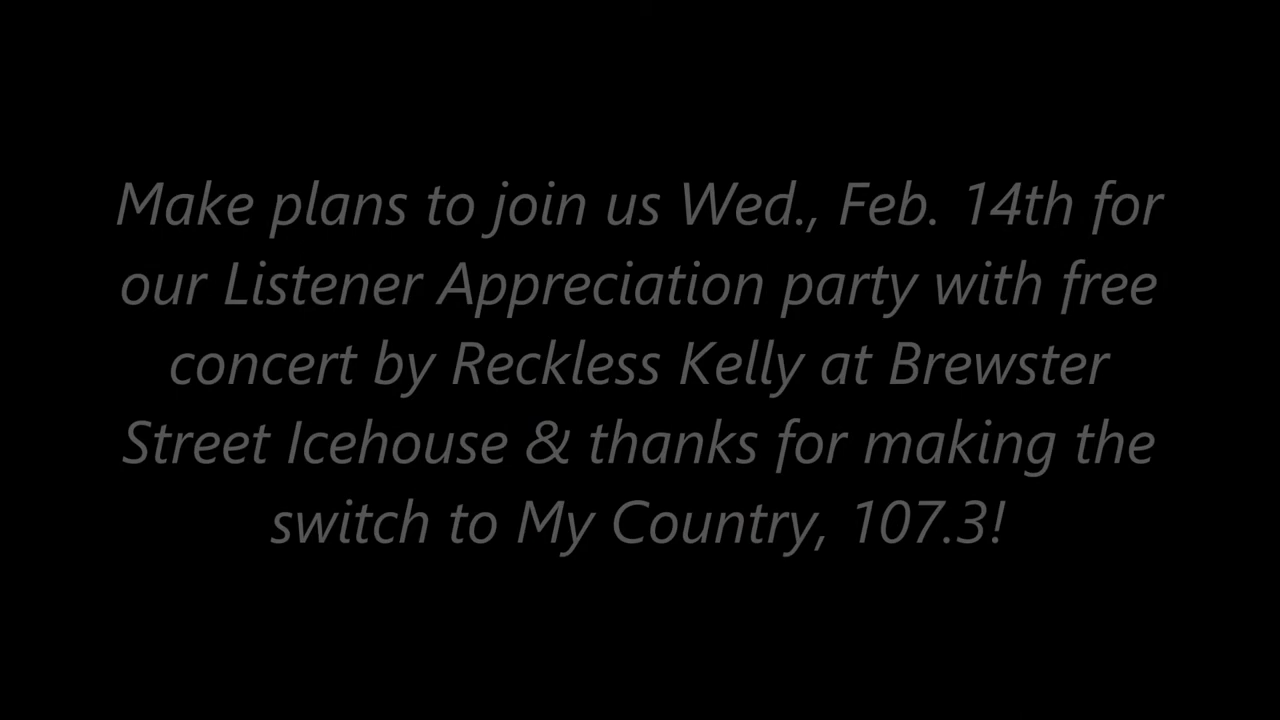 Make plans to join us Wed., Feb. 14th for
our Listener Appreciation party with free
concert by Reckless Kelly at Brewster
Street Icehouse & thanks for making the
switch to My Country, 107.3!